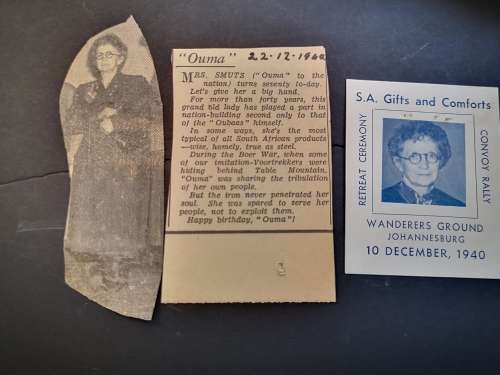 "Ouma" 22-12-1940
MRS. SMUTS ("Ouma" to the
nation) turns seventy to-day.
Let's give her a big hand.
For more than forty years, this
grand old lady has played a part in
nation-building second only to that
of the "Oubaas" himself.
In some ways, she's the most
typical of all South African products
—wise, homely, true as steel.
During the Boer War, when some
of our imitation-Voortrekkers were
hiding behind Table Mountain,
"Ouma" was sharing the tribulation
of her own people.
But the iron never penetrated her
soul. She was spared to serve her
people, not to exploit them.
Happy birthday, "Ouma"!
S.A. Gifts and Comforts
RETREAT CEREMONY
CONVOY RALLY
WANDERERS GROUND
JOHANNESBURG
10 DECEMBER, 1940